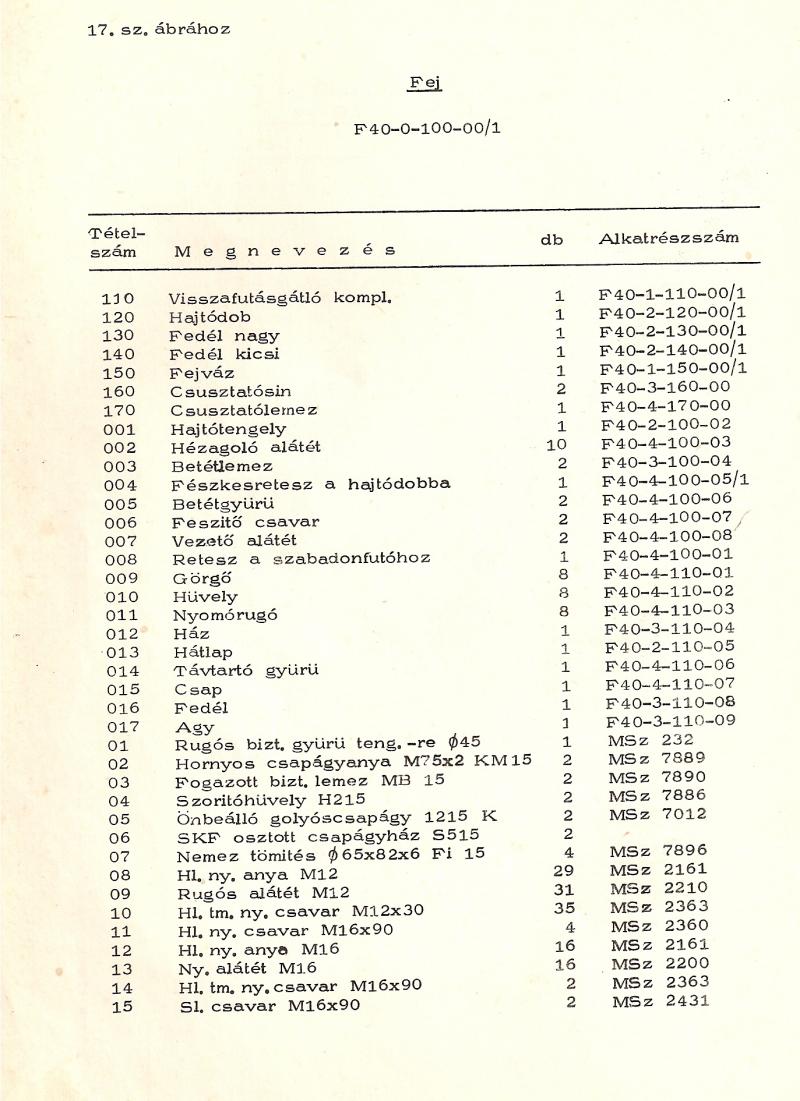 17. sz. ábrához
Fej
F40-0-100-00/1
Tétel-
szám Megnevezés db Alkatrészszám
110 Visszafutásgátló kompl. 1 F40-1-110-00/1
120 Hajtódob 1 F40-2-120-00/1
130 Fedél nagy 1 F40-2-130-00/1
140 Fedél kicsi 1 F40-2-140-00/1
150 Fejváz 1 F40-1-150-00/1
160 Csusztatósin 2 F40-3-160-00
170 Csusztatólemez 1 F40-4-170-00
001 Hajtótengely 1 F40-2-100-02
002 Hézagoló alátét 10 F40-4-100-03
003 Betétlemez 2 F40-3-100-04
004 Fészkesretesz a hajtódobba 1 F40-4-100-05/1
005 Betétgyürü 2 F40-4-100-06
006 Feszitő csavar 2 F40-4-100-07
007 Vezető alátét 2 F40-4-100-08
008 Retesz a szabadonfutóhoz 1 F40-4-100-01
009 Görgő 8 F40-4-110-01
010 Hüvely 8 F40-4-110-02
011 Nyomórugó 8 F40-4-110-03
012 Ház 1 F40-3-110-04
013 Hátlap 1 F40-2-110-05
014 Távtartó gyürü 1 F40-4-110-06
015 Csap 1 F40-4-110-07
016 Fedél 1 F40-3-110-08
017 Agy 1 F40-3-110-09
01 Rugós bizt. gyürü teng.-re ϕ45 1 MSz 232
02 Hornyos csapágyanya M75x2 KM15 2 MSz 7889
03 Fogazott bizt. lemez MB 15 2 MSz 7890
04 Szoritóhüvely H215 2 MSz 7886
05 Önbeálló golyóscsapágy 1215 K 2 MSz 7012
06 SKF osztott csapágyház S515 2
07 Nemez tömités ϕ65x82x6 Fi 15 4 MSz 7896
08 Hl. ny. anya M12 29 MSz 2161
09 Rugós alátét M12 31 MSz 2210
10 Hl. tm. ny. csavar M12x30 35 MSz 2363
11 Hl. ny. csavar M16x90 4 MSz 2360
12 Hl. ny. anya M16 16 MSz 2161
13 Ny. alátét M16 16 MSz 2200
14 Hl. tm. ny. csavar M16x90 2 MSz 2363
15 Sl. csavar M16x90 2 MSz 2431